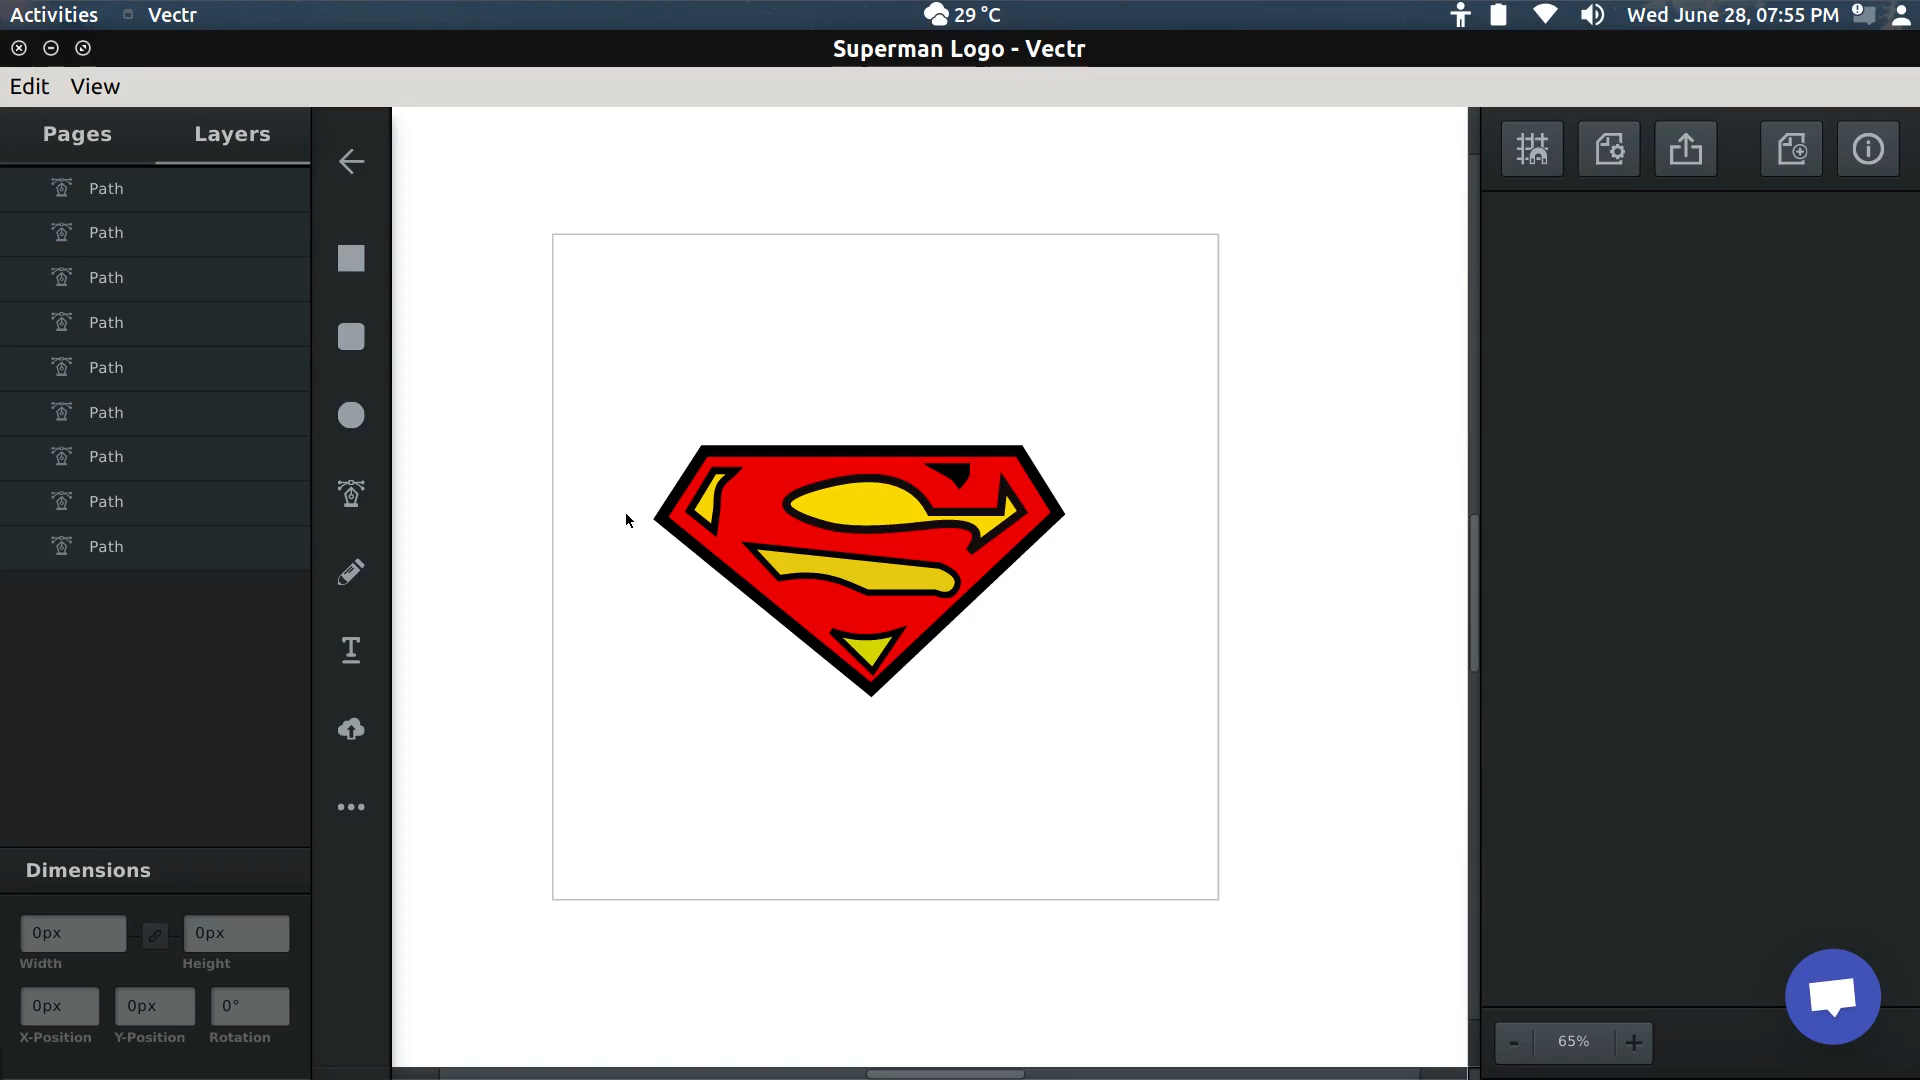 Activities Vectr 29 °C Wed June 28, 07:55 PM
Superman Logo - Vectr
Edit View
Pages Layers
Path
Path
Path
Path
Path
Path
Path
Path
Path
Dimensions
0px 0px
Width Height
0px 0px 0°
X-Position Y-Position Rotation
- 65% +